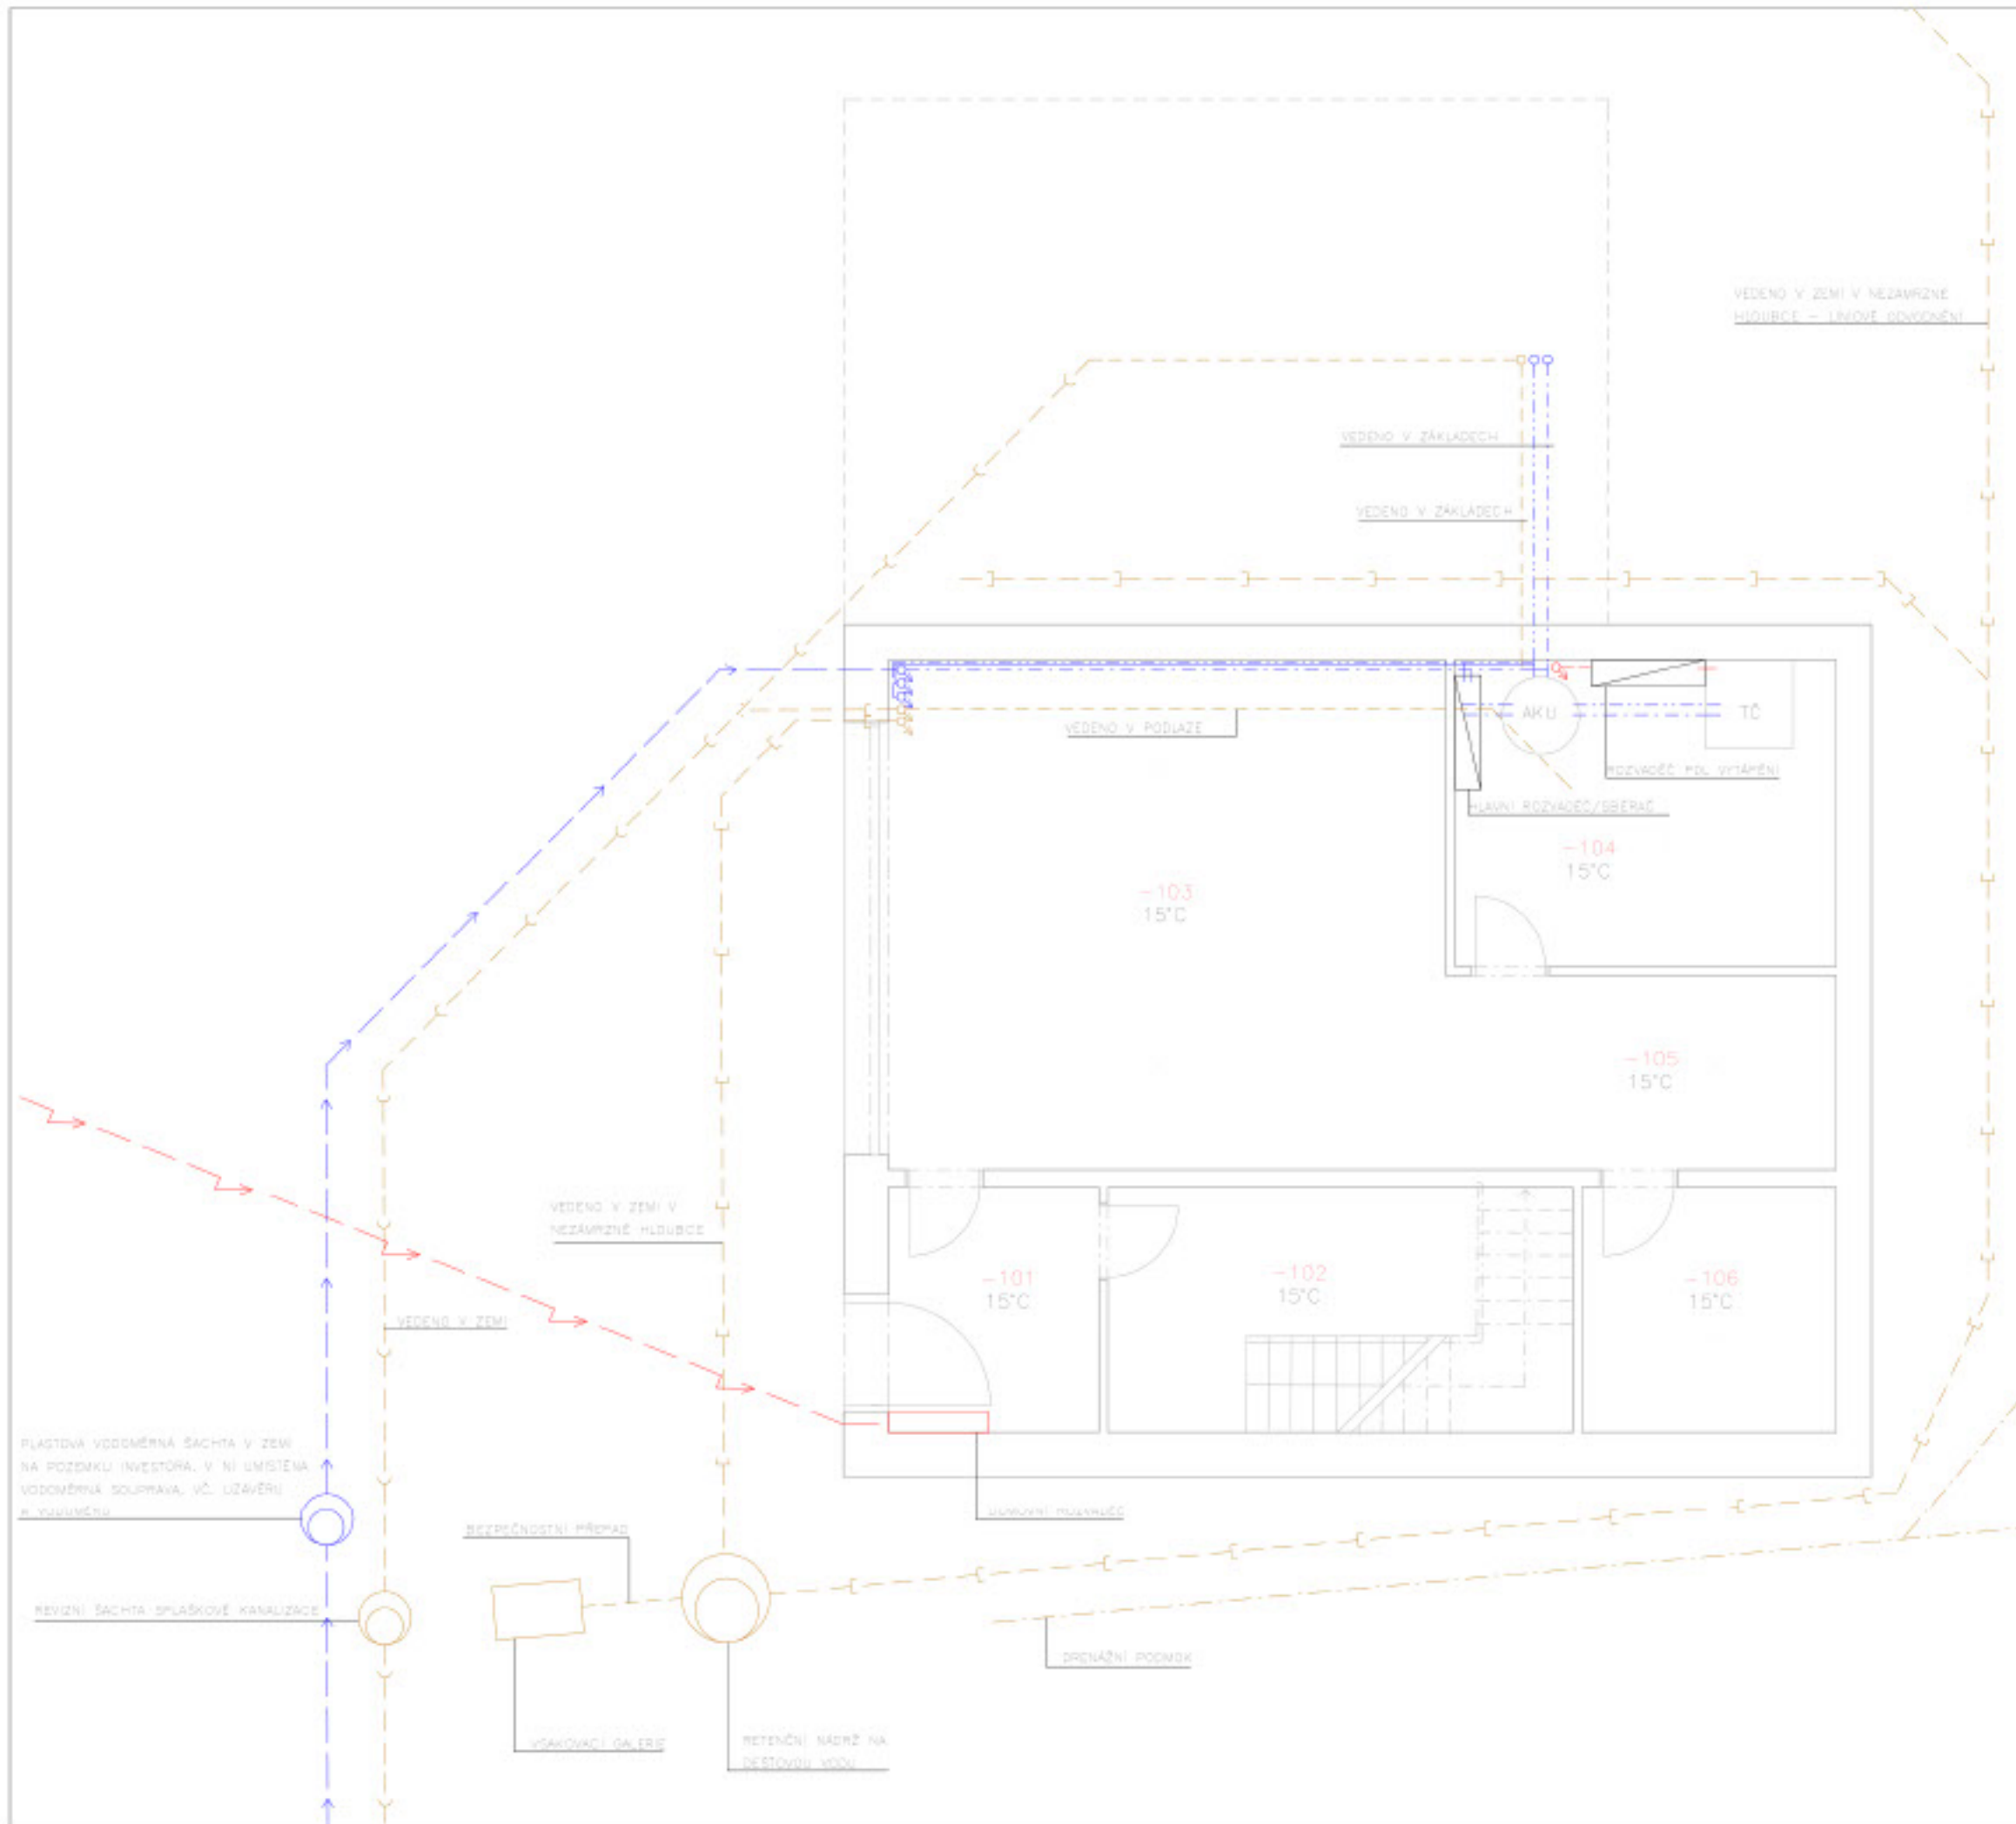 VEDENO V ZEMI V NEZÁMRZNÉ
HLOUBCE – LINIOVÉ ODVODNĚNÍ
VEDENO V ZÁKLADECH
VEDENO V ZÁKLADECH
VEDENO V PODLAZE
AKU
TČ
ROZVADĚČ PDL VYTÁPĚNÍ
HLAVNÍ ROZVADĚČ/SBĚRAČ
-104
15°C
-103
15°C
-105
15°C
VEDENO V ZEMI V
NEZÁMRZNÉ HLOUBCE
-101
15°C
-102
15°C
-106
15°C
VEDENO V ZEMI
PLASTOVÁ VODOMĚRNÁ ŠACHTA V ZEMI
NA POZEMKU INVESTORA, V NÍ UMÍSTĚNA
VODOMĚRNÁ SOUPRAVA, VČ. UZÁVĚRU
A VODOMĚRU
DOMOVNÍ ROZVADĚČ
BEZPEČNOSTNÍ PŘEPAD
REVIZNÍ ŠACHTA SPLAŠKOVÉ KANALIZACE
DRENÁŽNÍ PODMOK
VSAKOVACÍ GALERIE
RETENČNÍ NÁDRŽ NA
DEŠŤOVOU VODU